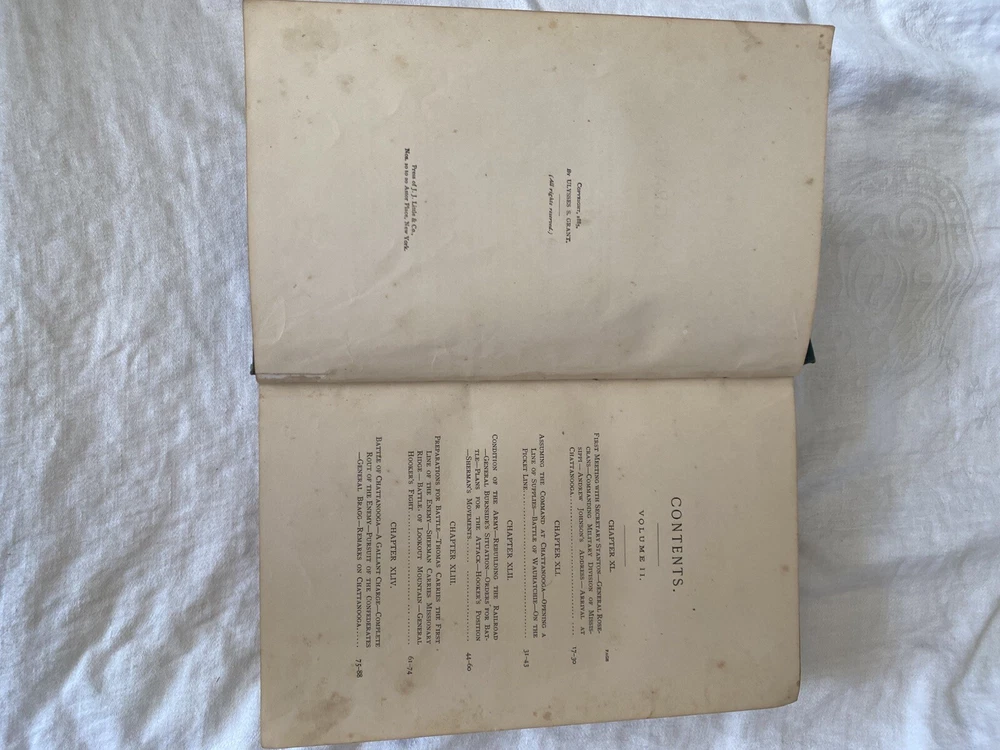 Copyright, 1885,
By ULYSSES S. GRANT.
(All rights reserved.)
Press of J. J. Little & Co.,
Nos. 10 to 20 Astor Place, New York.
CONTENTS.
VOLUME II.
CHAPTER XL.
PAGE
First Meeting with Secretary Stanton—General Rose-
crans—Commanding Military Division of Missis-
sippi—Andrew Johnson's Address—Arrival at
Chattanooga.................... 17-30
CHAPTER XLI.
Assuming the Command at Chattanooga—Opening a
Line of Supplies—Battle of Wauhatchie—On the
Picket Line.................... 31-43
CHAPTER XLII.
Condition of the Army—Rebuilding the Railroad
—General Burnside's Situation—Orders for Bat-
tle—Plans for the Attack—Hooker's Position
—Sherman's Movements.................... 44-60
CHAPTER XLIII.
Preparations for Battle—Thomas Carries the First
Line of the Enemy—Sherman Carries Missionary
Ridge—Battle of Lookout Mountain—General
Hooker's Fight.................... 61-74
CHAPTER XLIV.
Battle of Chattanooga—A Gallant Charge—Complete
Rout of the Enemy—Pursuit of the Confederates
—General Bragg—Remarks on Chattanooga..... 75-88